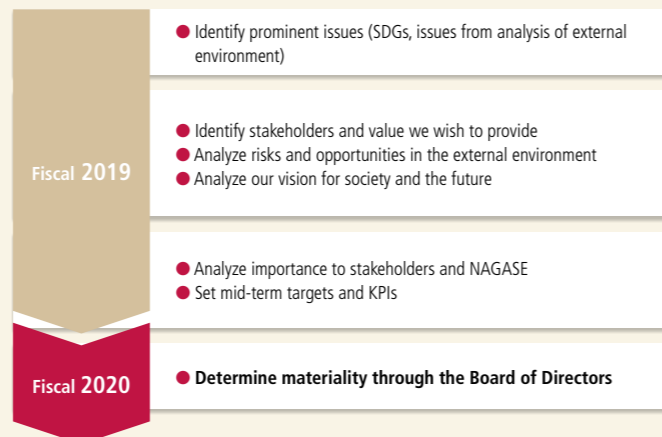 ● Identify prominent issues (SDGs, issues from analysis of external
environment)
Fiscal 2019
● Identify stakeholders and value we wish to provide
● Analyze risks and opportunities in the external environment
● Analyze our vision for society and the future
● Analyze importance to stakeholders and NAGASE
● Set mid-term targets and KPIs
Fiscal 2020
● Determine materiality through the Board of Directors